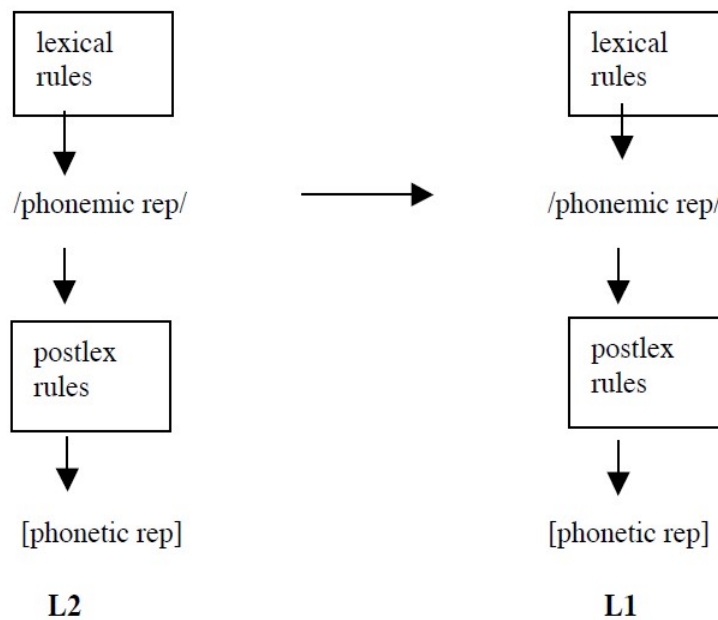 lexical
rules
/phonemic rep/
postlex
rules
[phonetic rep]
L2
lexical
rules
/phonemic rep/
postlex
rules
[phonetic rep]
L1